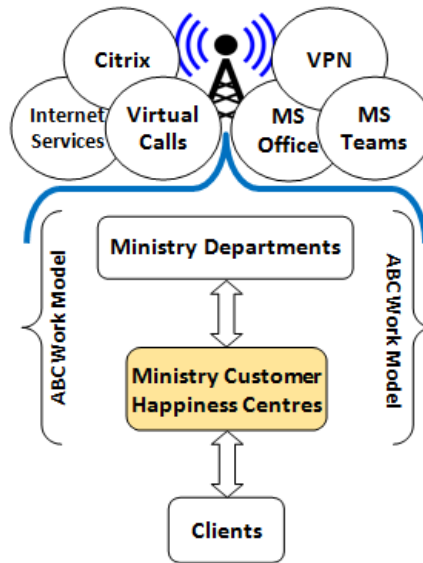 Citrix
VPN
Internet
Services
Virtual
Calls
MS
Office
MS
Teams
ABC Work Model
Ministry Departments
ABC Work Model
Ministry Customer
Happiness Centres
Clients